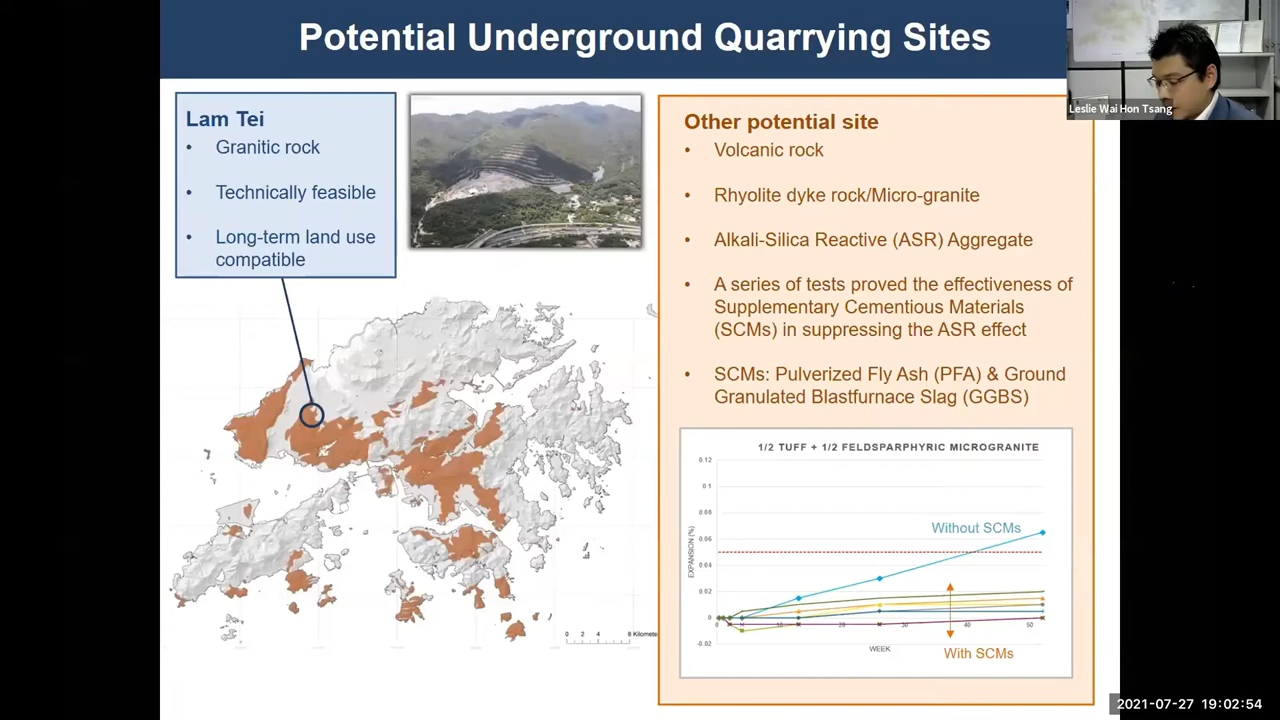 Potential Underground Quarrying Sites
Leslie Wai Hon Tsang
Lam Tei
• Granitic rock
• Technically feasible
• Long-term land use
compatible
0 2 4 8 Kilomete
Other potential site
• Volcanic rock
• Rhyolite dyke rock/Micro-granite
• Alkali-Silica Reactive (ASR) Aggregate
• A series of tests proved the effectiveness of
Supplementary Cementious Materials
(SCMs) in suppressing the ASR effect
• SCMs: Pulverized Fly Ash (PFA) & Ground
Granulated Blastfurnace Slag (GGBS)
1/2 TUFF + 1/2 FELDSPARPHYRIC MICROGRANITE
0.12
0.1
0.08
0.06
0.04
0.02
0
-0.02
EXPANSION (%)
Without SCMs
0 10 20 30 40 50
WEEK
With SCMs
2021-07-27 19:02:54